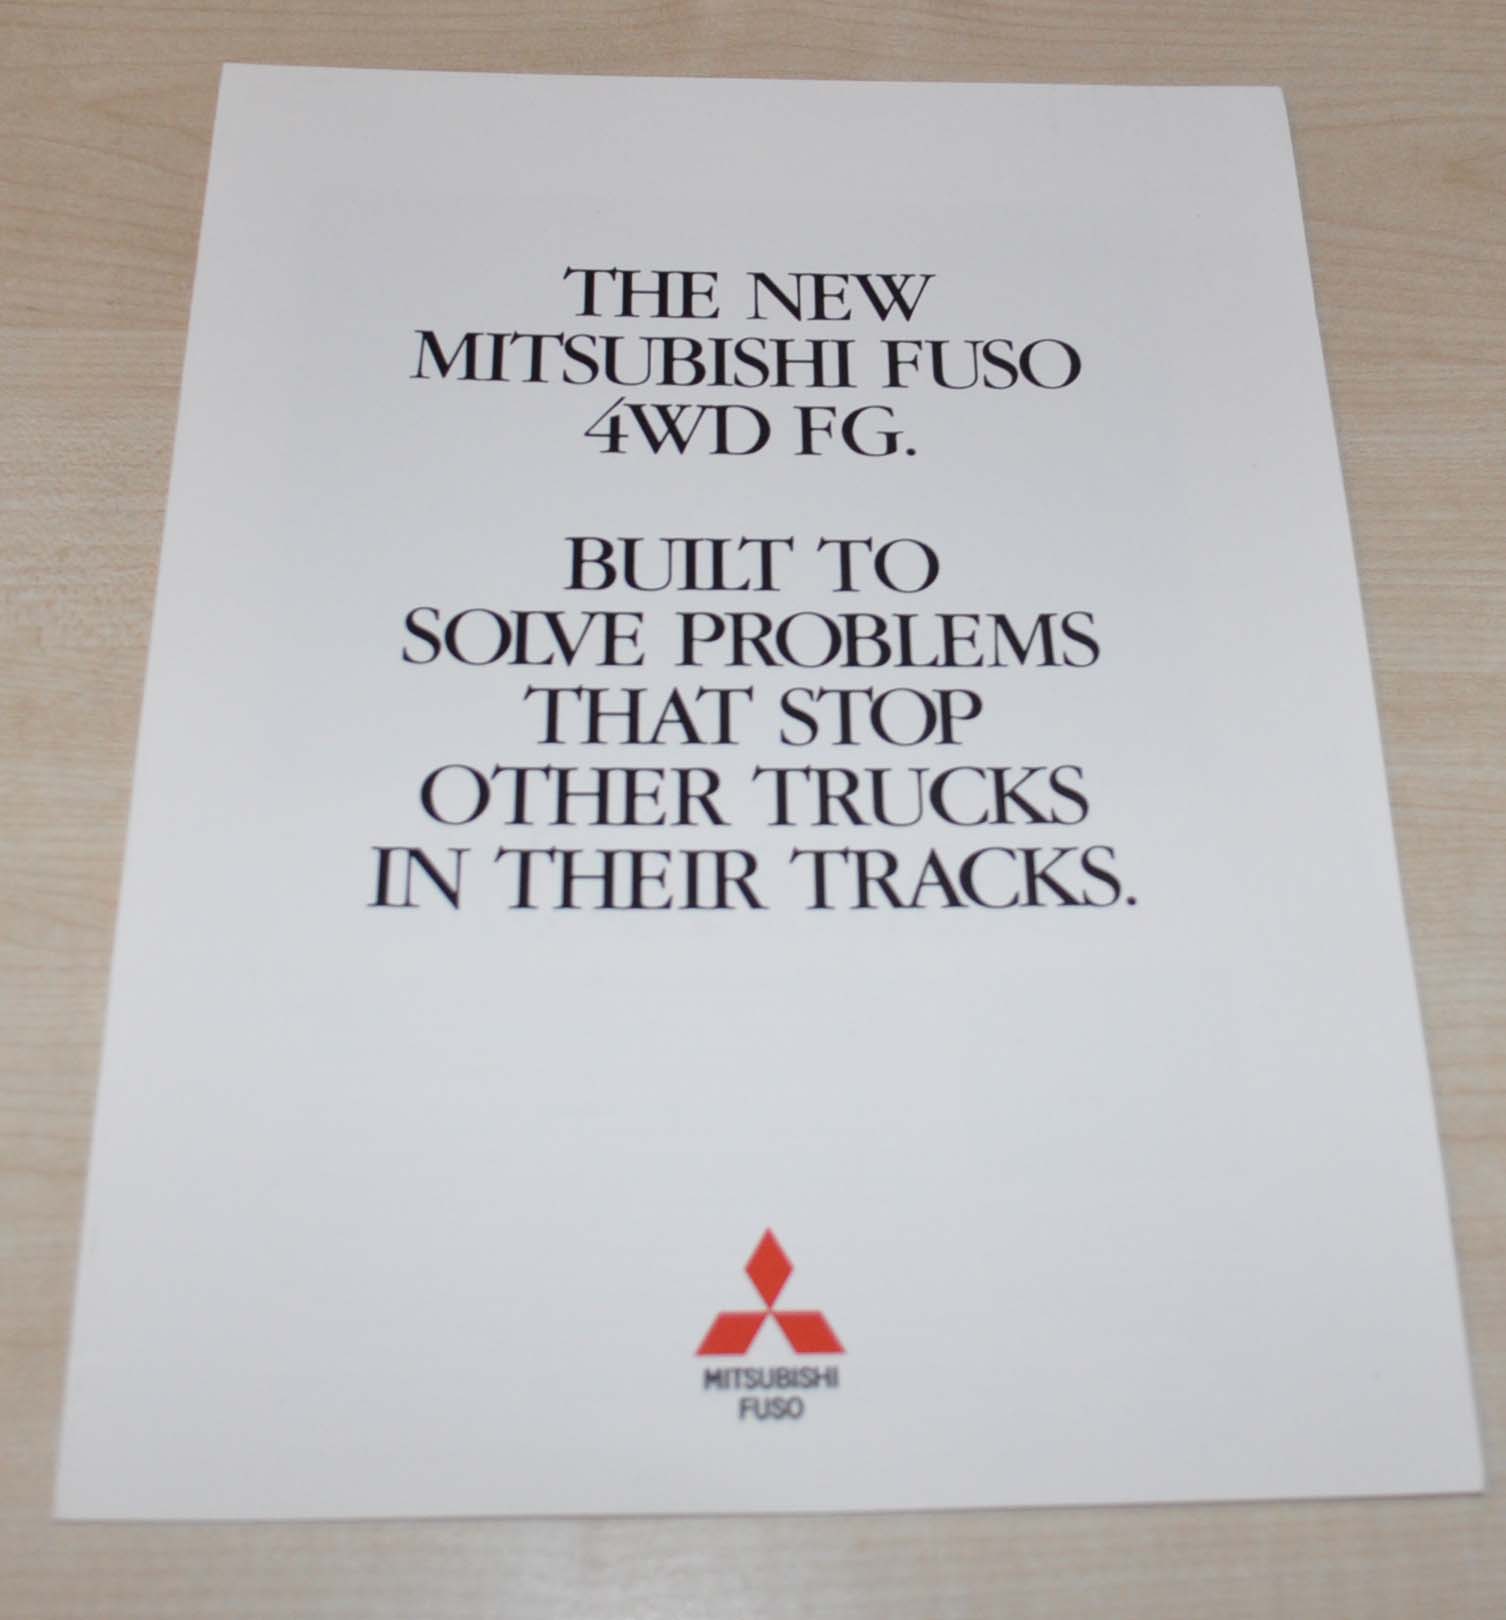 THE NEW
MITSUBISHI FUSO
4WD FG.
BUILT TO
SOLVE PROBLEMS
THAT STOP
OTHER TRUCKS
IN THEIR TRACKS.
MITSUBISHI
FUSO